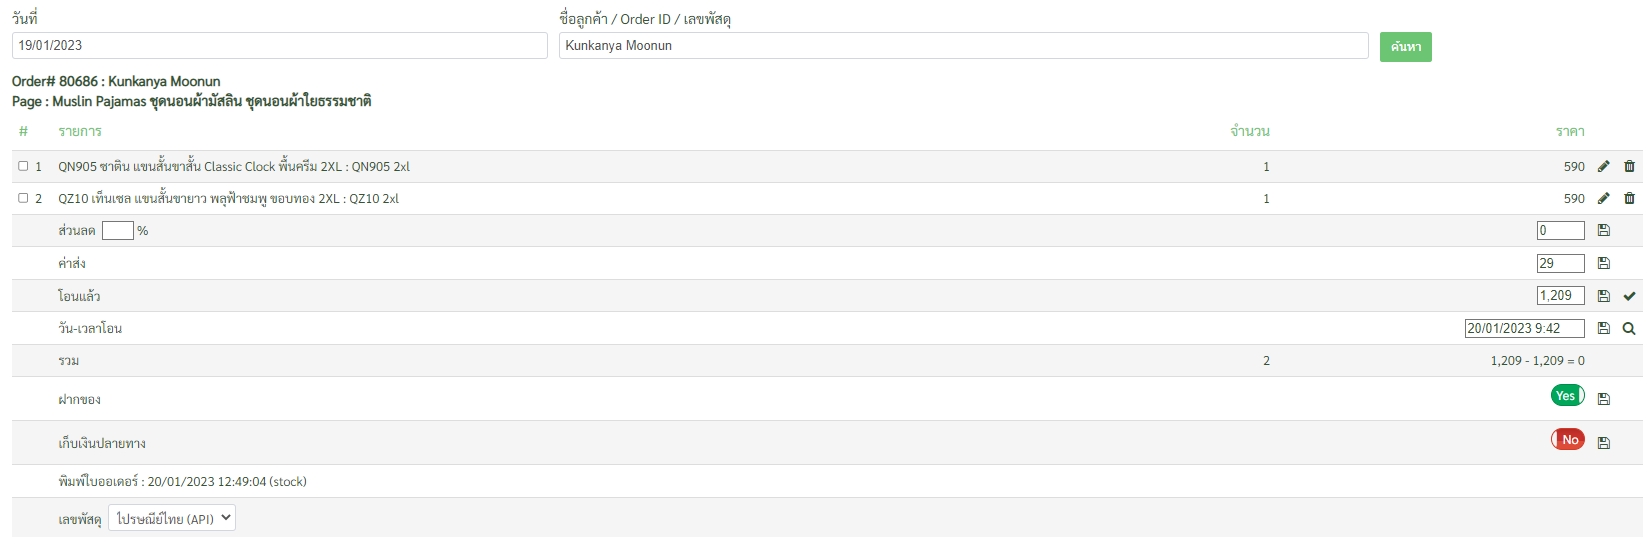 วันที่ ชื่อลูกค้า / Order ID / เลขพัสดุ
19/01/2023 Kunkanya Moonun ค้นหา
Order# 80686 : Kunkanya Moonun
Page : Muslin Pajamas ชุดนอนผ้ามัสลิน ชุดนอนผ้าใยธรรมชาติ
# รายการ จำนวน ราคา
1 QN905 ซาติน แขนสั้นขาสั้น Classic Clock พื้นครีม 2XL : QN905 2xl 1 590
2 QZ10 เท็นเซล แขนสั้นขายาว พลุฟ้าชมพู ขอบทอง 2XL : QZ10 2xl 1 590
ส่วนลด % 0
ค่าส่ง 29
โอนแล้ว 1,209
วัน-เวลาโอน 20/01/2023 9:42
รวม 2 1,209 - 1,209 = 0
ฝากของ Yes
เก็บเงินปลายทาง No
พิมพ์ใบออเดอร์ : 20/01/2023 12:49:04 (stock)
เลขพัสดุ ไปรษณีย์ไทย (API)